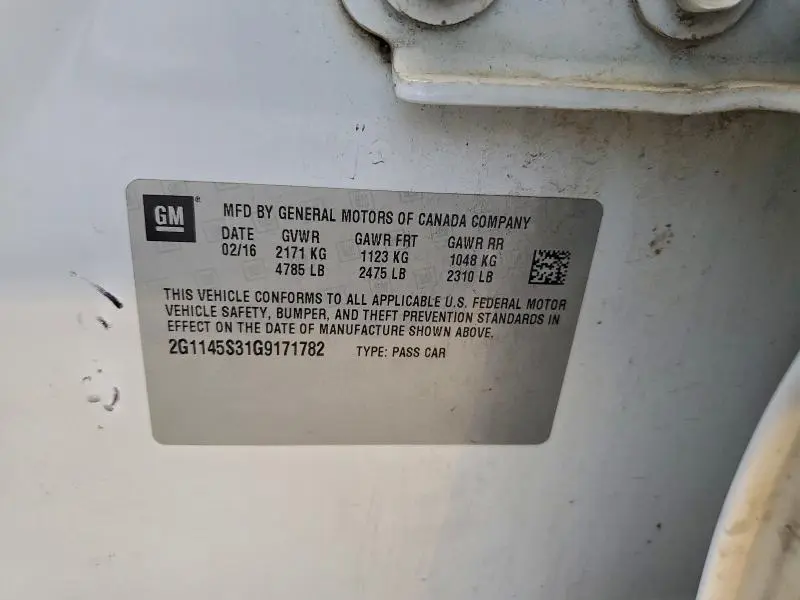 GM® MFD BY GENERAL MOTORS OF CANADA COMPANY
DATE GVWR GAWR FRT GAWR RR
02/16 2171 KG 1123 KG 1048 KG
4785 LB 2475 LB 2310 LB
THIS VEHICLE CONFORMS TO ALL APPLICABLE U.S. FEDERAL MOTOR
VEHICLE SAFETY, BUMPER, AND THEFT PREVENTION STANDARDS IN
EFFECT ON THE DATE OF MANUFACTURE SHOWN ABOVE.
2G1145S31G9171782 TYPE: PASS CAR